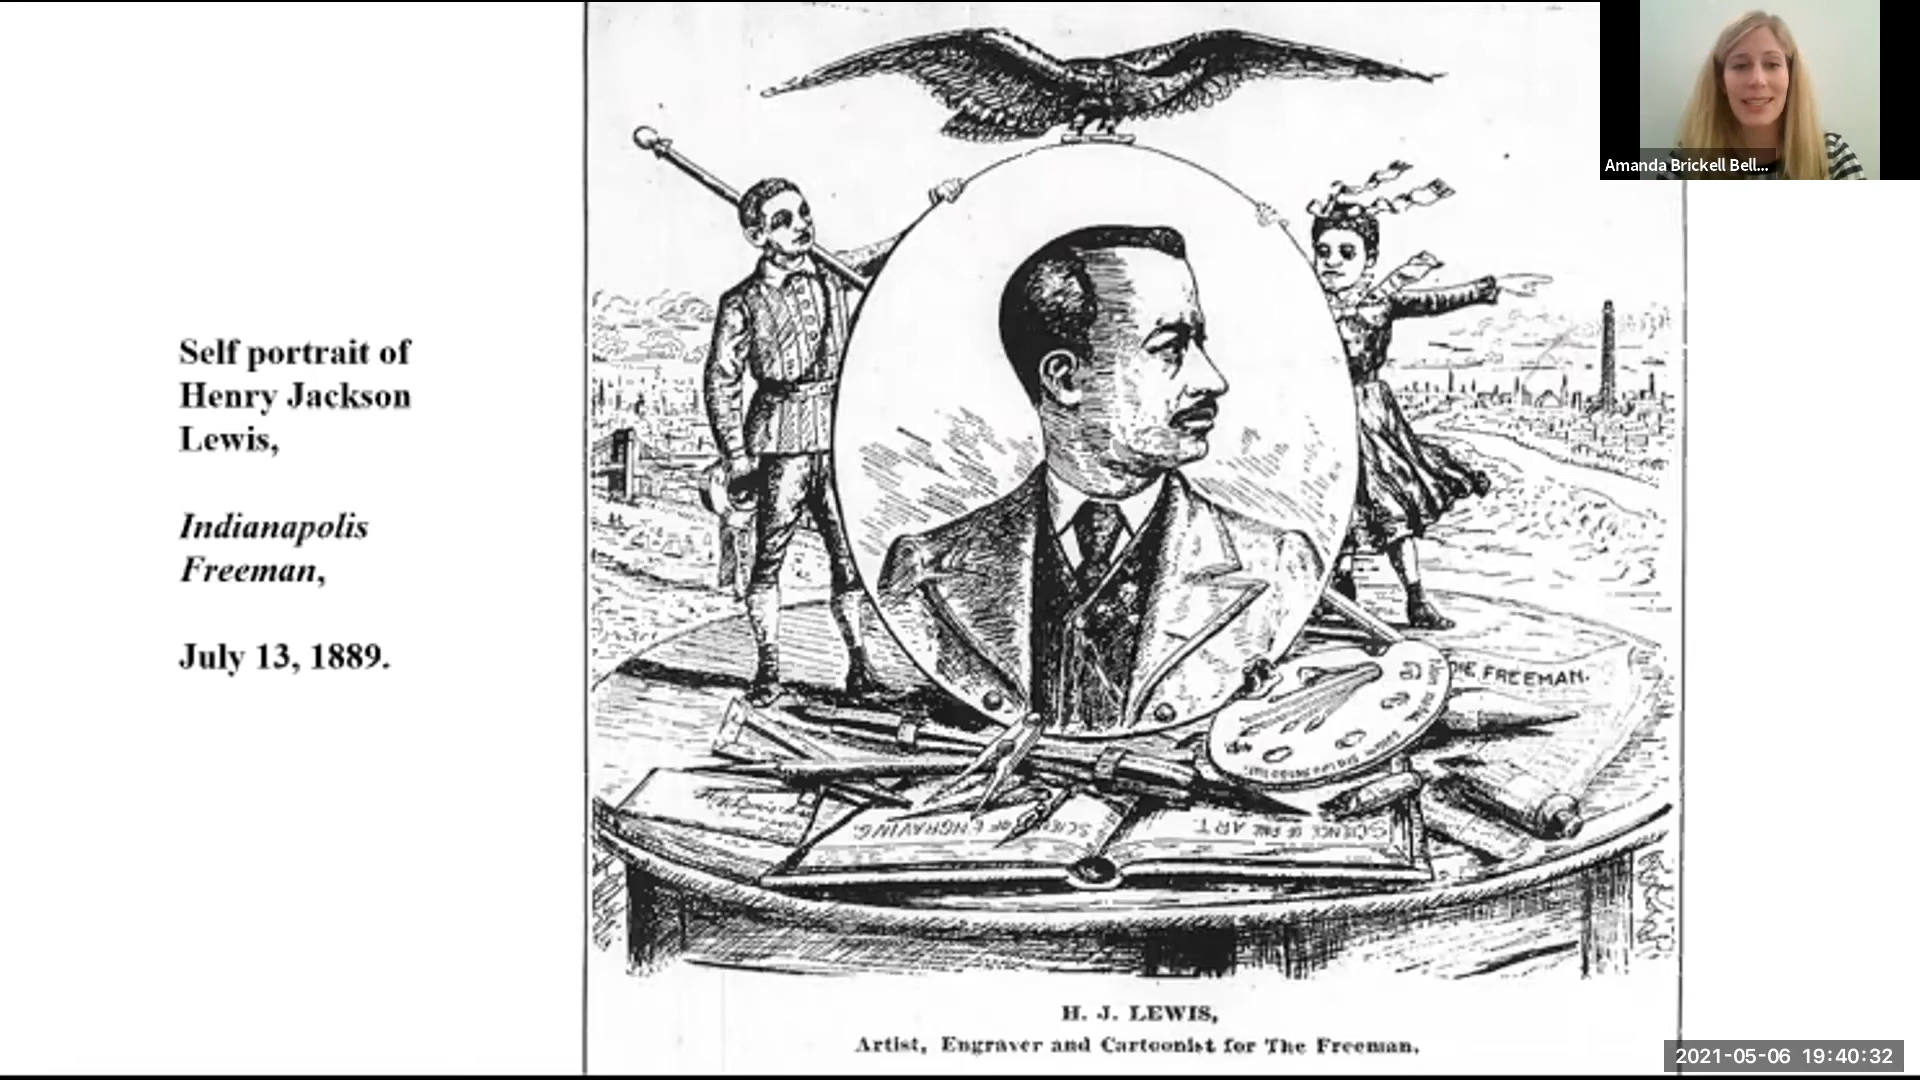 Self portrait of
Henry Jackson
Lewis,
Indianapolis
Freeman,
July 13, 1889.
Amanda Brickell Bell...
FREEMAN.
SCIENCE OF ENGRAVING.
SCIENCE OF FINE ART
H. J. LEWIS,
Artist, Engraver and Cartoonist for The Freeman.
2021-05-06 19:40:32